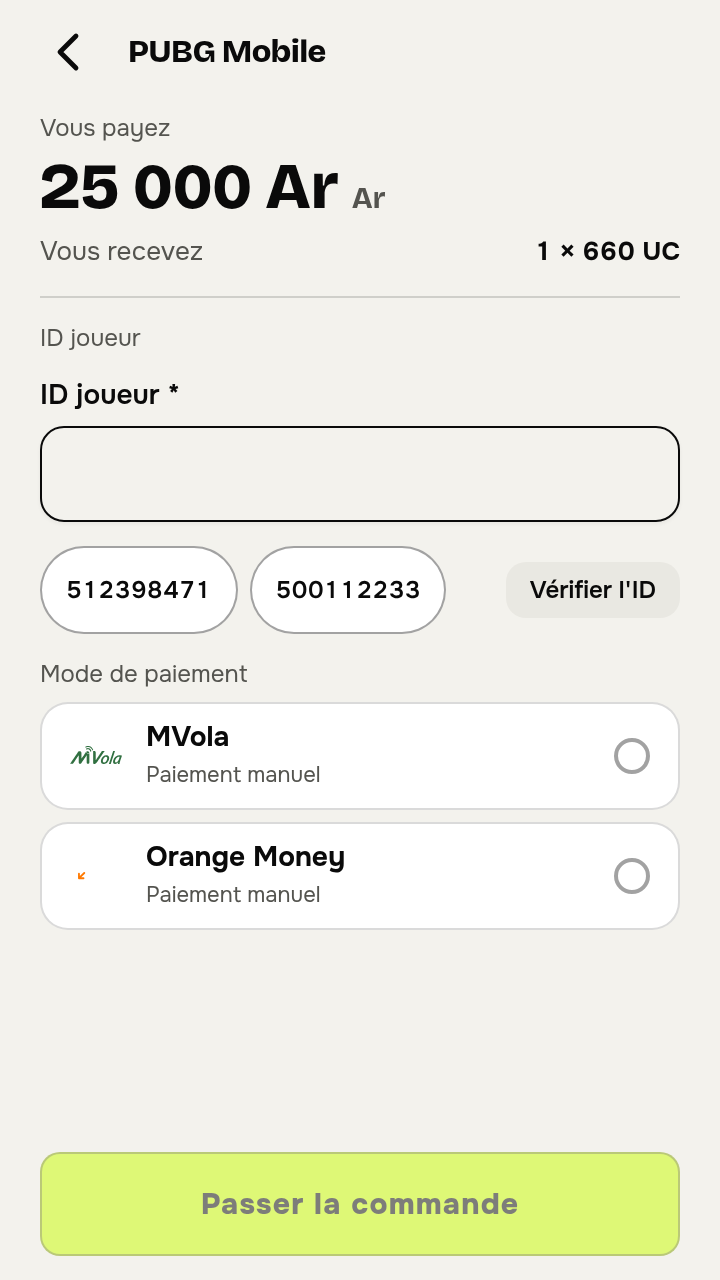 PUBG Mobile
Vous payez
25 000 Ar Ar
Vous recevez 1 × 660 UC
ID joueur
ID joueur *
512398471 500112233 Vérifier l'ID
Mode de paiement
MVola
MVola
Paiement manuel
Orange Money
Paiement manuel
Passer la commande